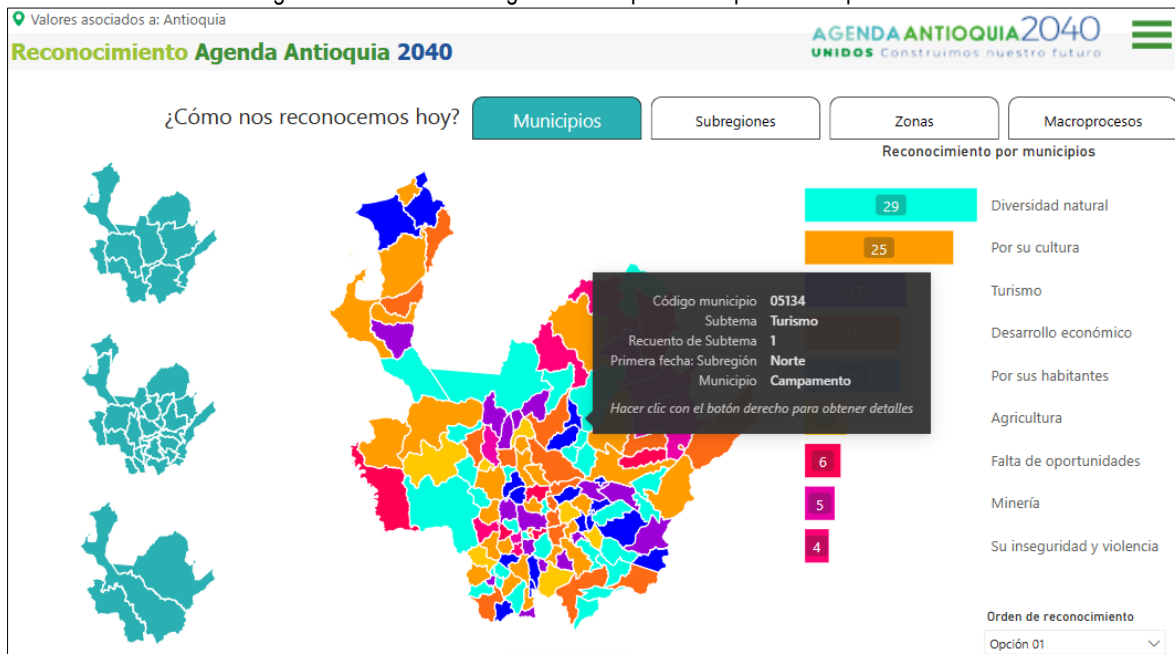 Valores asociados a: Antioquia
Reconocimiento Agenda Antioquia 2040
AGENDA ANTIOQUIA 2040
UNIDOS Construimos nuestro futuro
¿Cómo nos reconocemos hoy?
Municipios
Subregiones
Zonas
Macroprocesos
Reconocimiento por municipios
29 Diversidad natural
25 Por su cultura
17 Turismo
Desarrollo económico
Por sus habitantes
Agricultura
6 Falta de oportunidades
5 Minería
4 Su inseguridad y violencia
Código municipio 05134
Subtema Turismo
Recuento de Subtema 1
Primera fecha: Subregión Norte
Municipio Campamento
Hacer clic con el botón derecho para obtener detalles
Orden de reconocimiento
Opción 01